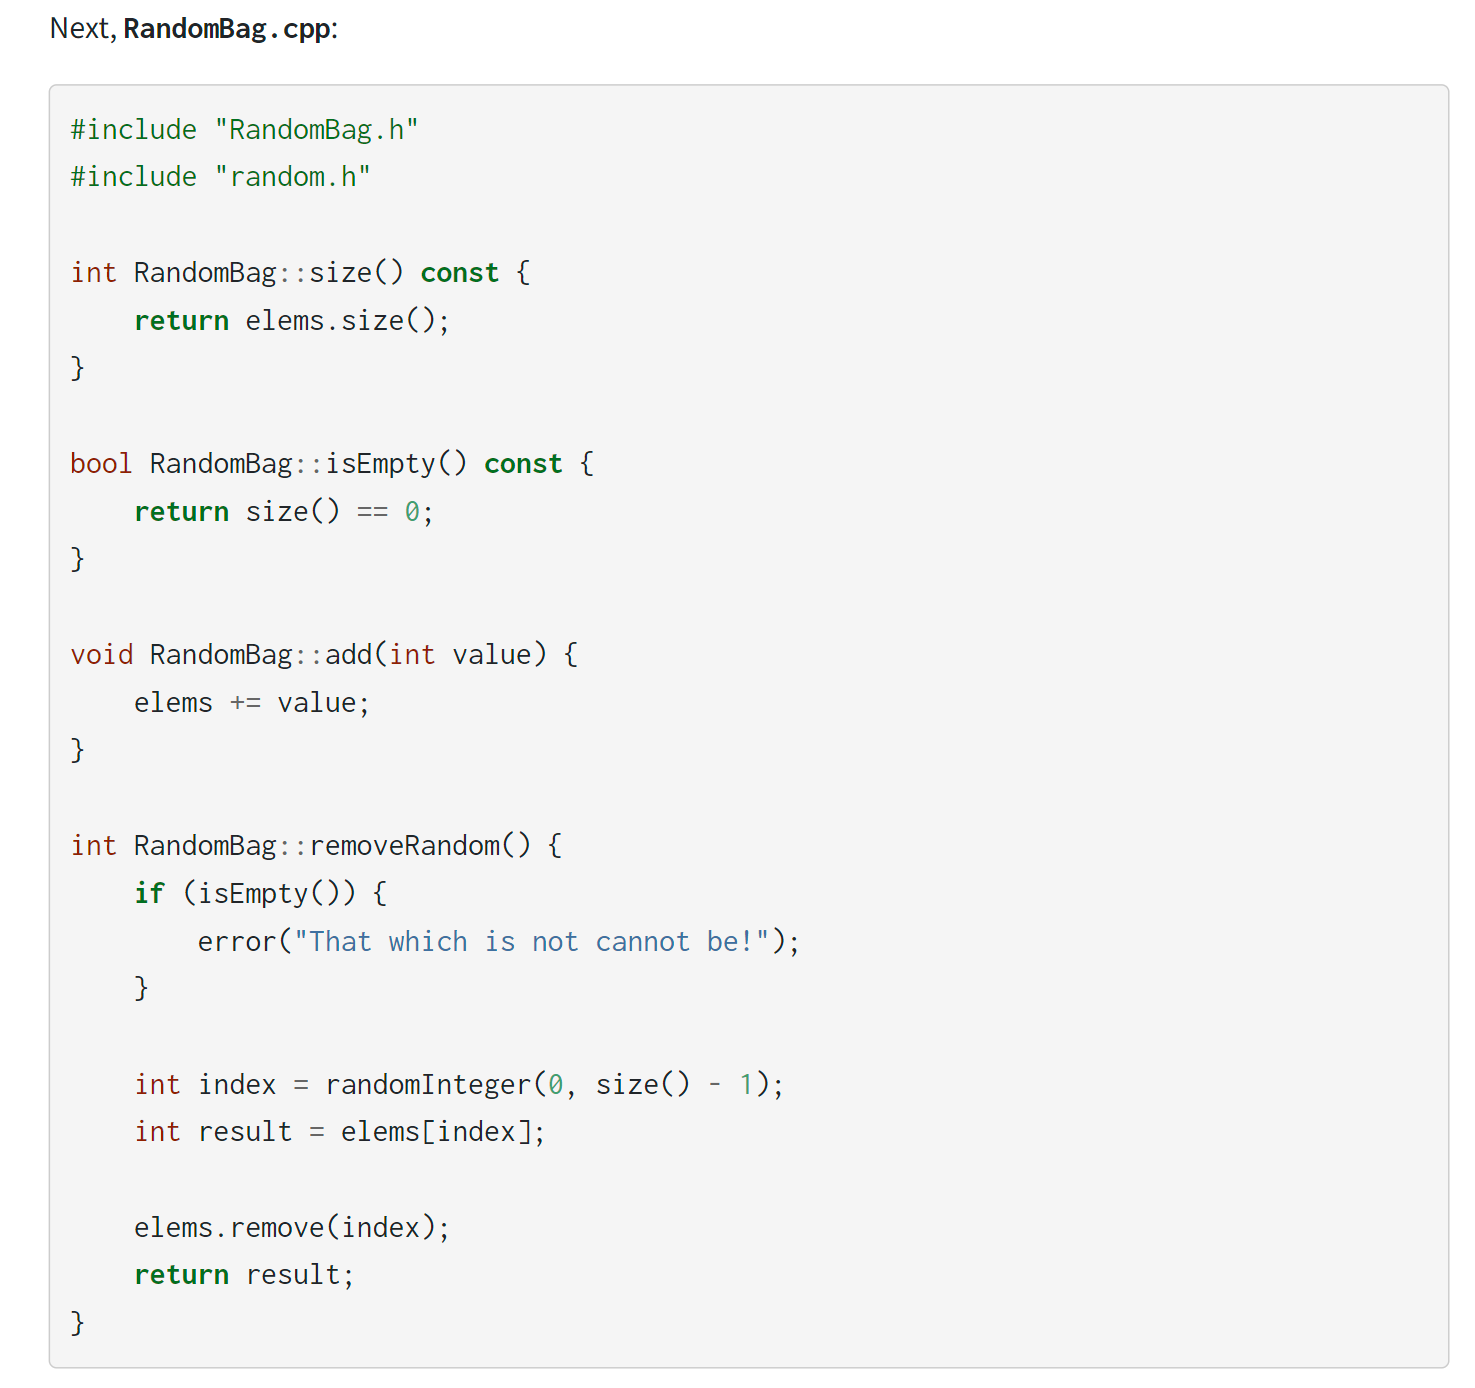 Next, RandomBag.cpp:
#include "RandomBag.h"
#include "random.h"
int RandomBag::size() const {
    return elems.size();
}
bool RandomBag::isEmpty() const {
    return size() == 0;
}
void RandomBag::add(int value) {
    elems += value;
}
int RandomBag::removeRandom() {
    if (isEmpty()) {
        error("That which is not cannot be!");
    }
    int index = randomInteger(0, size() - 1);
    int result = elems[index];
    elems.remove(index);
    return result;
}